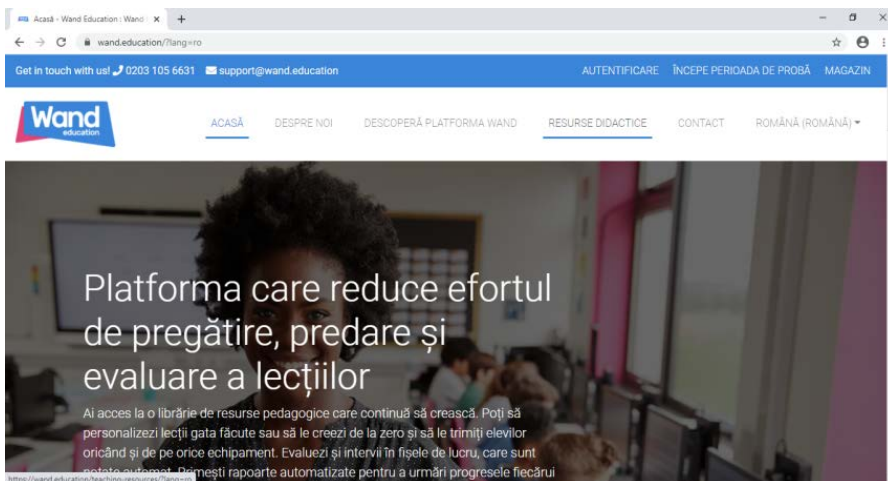 Acasă - Wand Education : Wand
wand.education/?lang=ro
Get in touch with us! 0203 105 6631 support@wand.education AUTENTIFICARE ÎNCEPE PERIOADA DE PROBĂ MAGAZIN
Wand
education
ACASĂ DESPRE NOI DESCOPERĂ PLATFORMA WAND RESURSE DIDACTICE CONTACT ROMÂNĂ (ROMÂNĂ)
Platforma care reduce efortul
de pregătire, predare și
evaluare a lecțiilor
Ai acces la o librărie de resurse pedagogice care continuă să crească. Poți să
personalizezi lecții gata făcute sau să le creezi de la zero și să le trimiți elevilor
oricând și de pe orice echipament. Evaluezi și intervii în fișele de lucru, care sunt
notate automat. Primești rapoarte automatizate pentru a urmări progresele fiecărui
https://wand.education/teaching-resources/?lang=ro